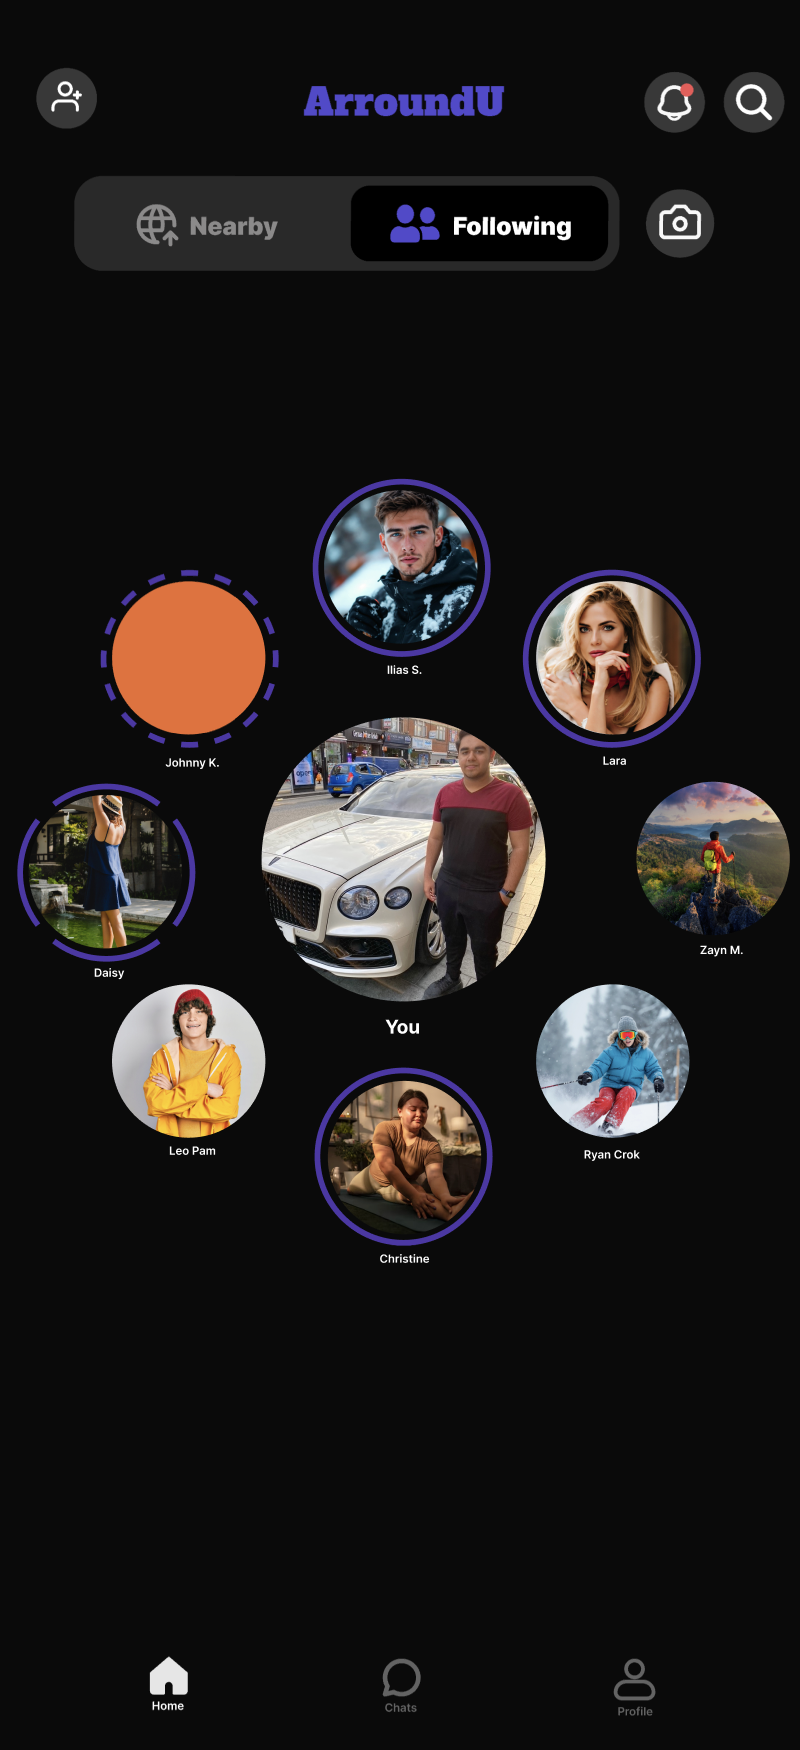 ArroundU
Nearby
Following
Ilias S.
Johnny K.
Lara
Daisy
Zayn M.
You
Leo Pam
Ryan Crok
Christine
Home
Chats
Profile